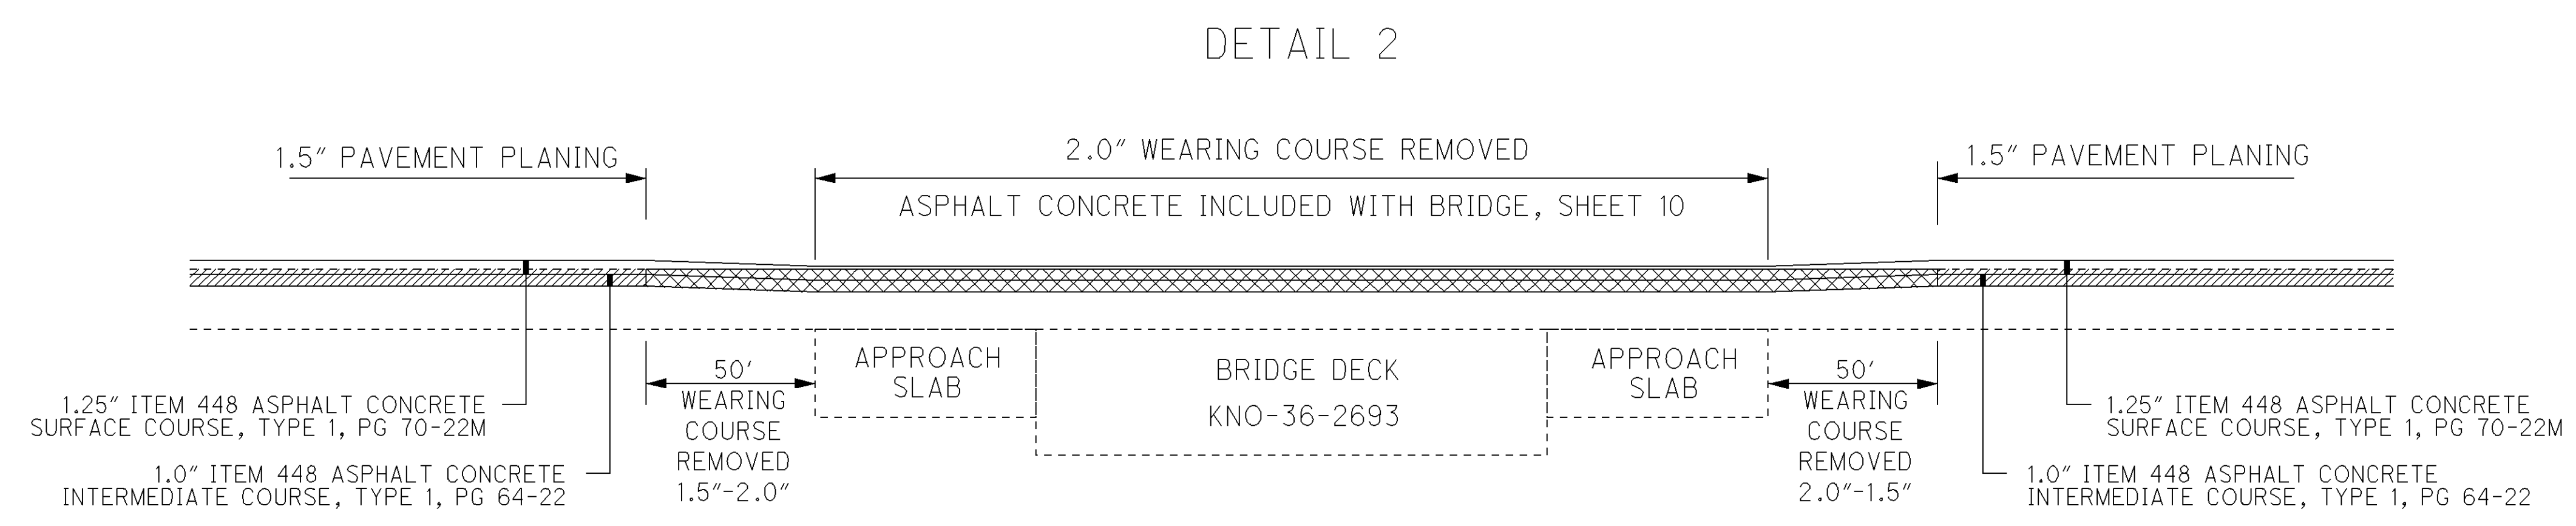 DETAIL 2
1.5" PAVEMENT PLANING
2.0" WEARING COURSE REMOVED
1.5" PAVEMENT PLANING
ASPHALT CONCRETE INCLUDED WITH BRIDGE, SHEET 10
50'
WEARING
COURSE
REMOVED
1.5"-2.0"
APPROACH
SLAB
BRIDGE DECK
KNO-36-2693
APPROACH
SLAB
50'
WEARING
COURSE
REMOVED
2.0"-1.5"
1.25" ITEM 448 ASPHALT CONCRETE
SURFACE COURSE, TYPE 1, PG 70-22M
1.0" ITEM 448 ASPHALT CONCRETE
INTERMEDIATE COURSE, TYPE 1, PG 64-22
1.25" ITEM 448 ASPHALT CONCRETE
SURFACE COURSE, TYPE 1, PG 70-22M
1.0" ITEM 448 ASPHALT CONCRETE
INTERMEDIATE COURSE, TYPE 1, PG 64-22